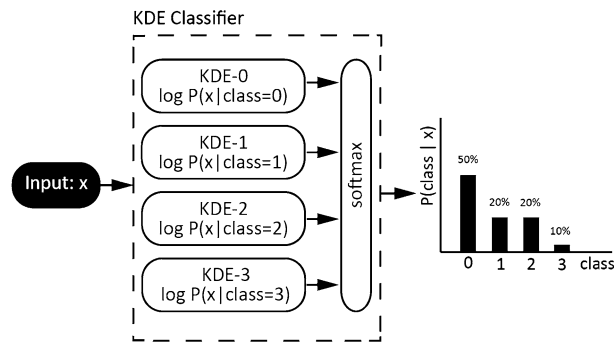 KDE Classifier
KDE-0
log P(x|class=0)
KDE-1
log P(x|class=1)
Input: x
KDE-2
log P(x|class=2)
KDE-3
log P(x|class=3)
softmax
P(class | x)
50%
20%
20%
10%
0 1 2 3 class